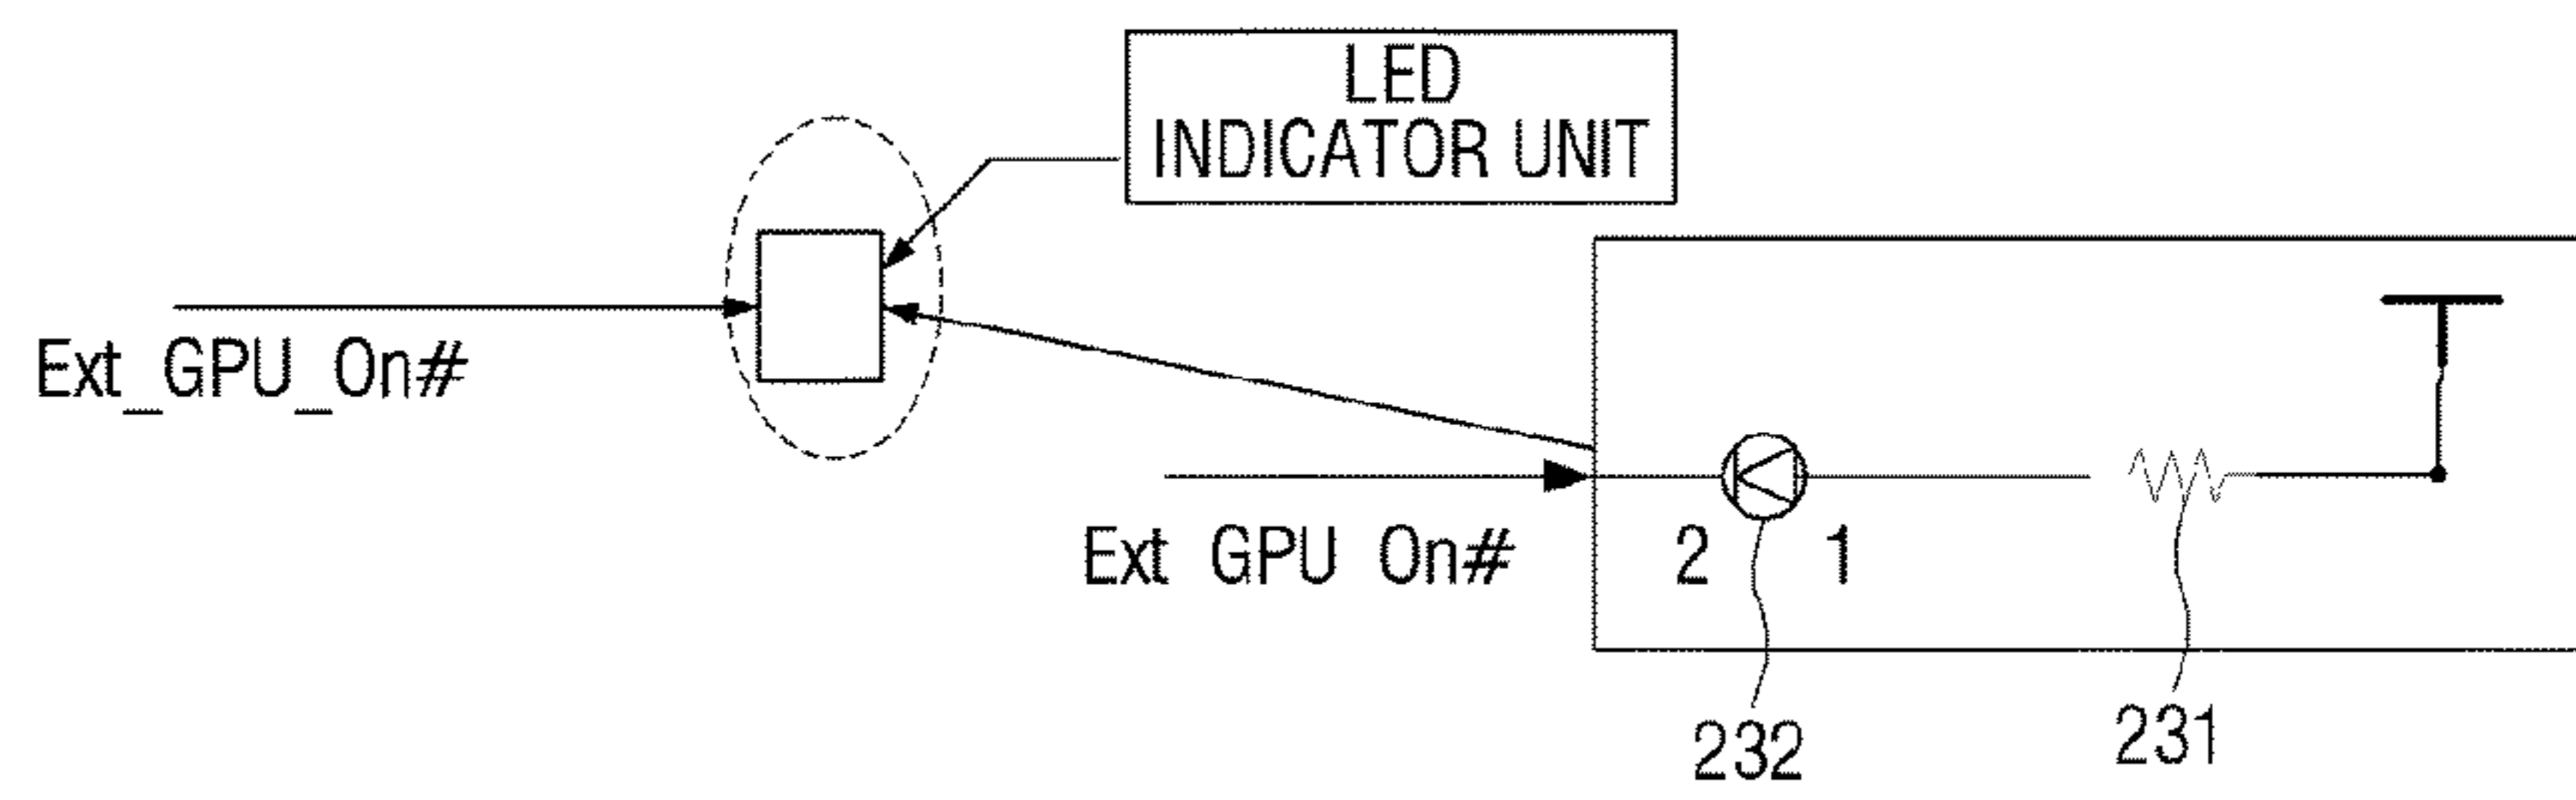 LED
INDICATOR UNIT
Ext_GPU_On#
Ext GPU On#
2
1
232
231